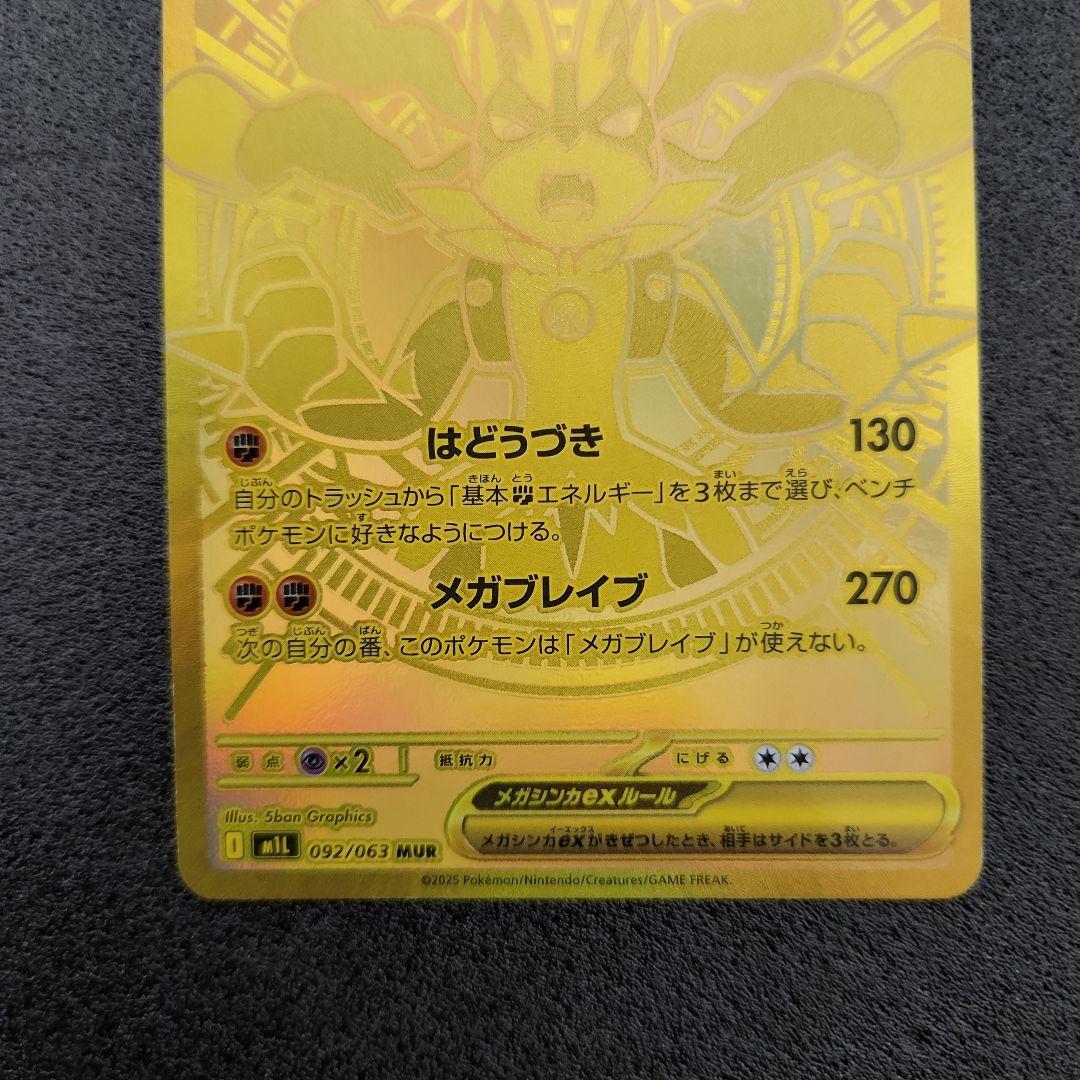 はどうづき 130
自分のトラッシュから「基本エネルギー」を3枚まで選び、ベンチ
ポケモンに好きなようにつける。
メガブレイブ 270
次の自分の番、このポケモンは「メガブレイブ」が使えない。
弱点 ×2 抵抗力 にげる
メガシンカexルール
メガシンカexがきぜつしたとき、相手はサイドを3枚とる。
Illus. 5ban Graphics
M1L 092/063 MUR
©2025 Pokémon/Nintendo/Creatures/GAME FREAK.